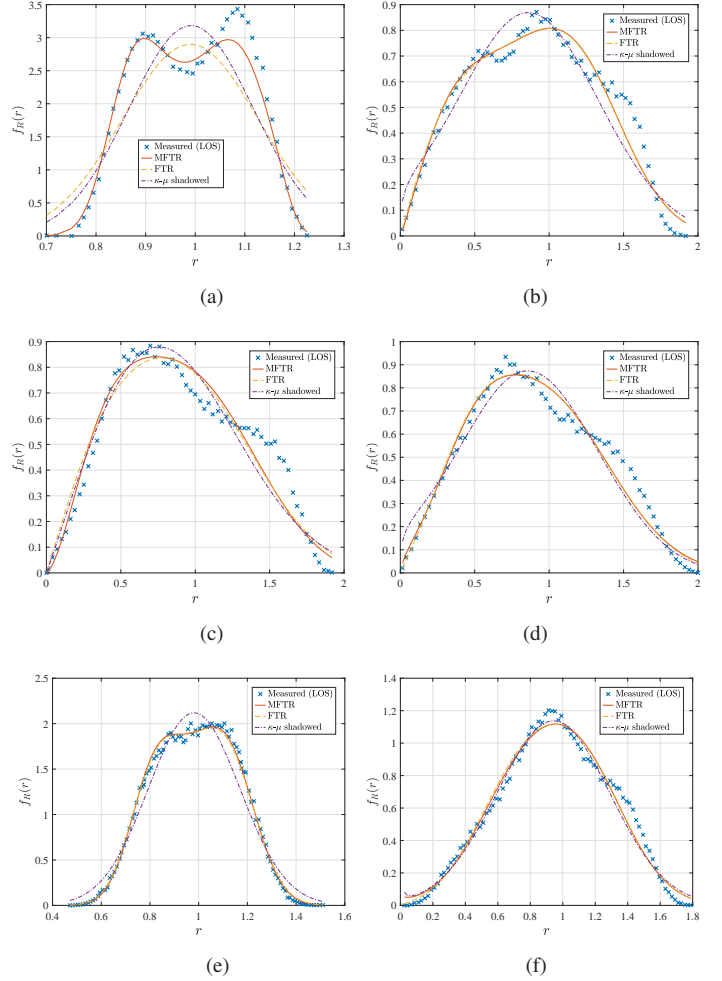 3.5
3
2.5
2
1.5
1
0.5
0
f_R(r)
Measured (LOS)
MFTR
FTR
κ-μ shadowed
0.7 0.8 0.9 1 1.1 1.2 1.3
r
(a)
0.9
0.8
0.7
0.6
0.5
0.4
0.3
0.2
0.1
0
f_R(r)
Measured (LOS)
MFTR
FTR
κ-μ shadowed
0 0.5 1 1.5 2
r
(b)
0.9
0.8
0.7
0.6
0.5
0.4
0.3
0.2
0.1
0
f_R(r)
Measured (LOS)
MFTR
FTR
κ-μ shadowed
0 0.5 1 1.5 2
r
(c)
1
0.9
0.8
0.7
0.6
0.5
0.4
0.3
0.2
0.1
0
f_R(r)
Measured (LOS)
MFTR
FTR
κ-μ shadowed
0 0.5 1 1.5 2
r
(d)
2.5
2
1.5
1
0.5
0
f_R(r)
Measured (LOS)
MFTR
FTR
κ-μ shadowed
0.4 0.6 0.8 1 1.2 1.4 1.6
r
(e)
1.4
1.2
1
0.8
0.6
0.4
0.2
0
f_R(r)
Measured (LOS)
MFTR
FTR
κ-μ shadowed
0 0.2 0.4 0.6 0.8 1 1.2 1.4 1.6 1.8
r
(f)